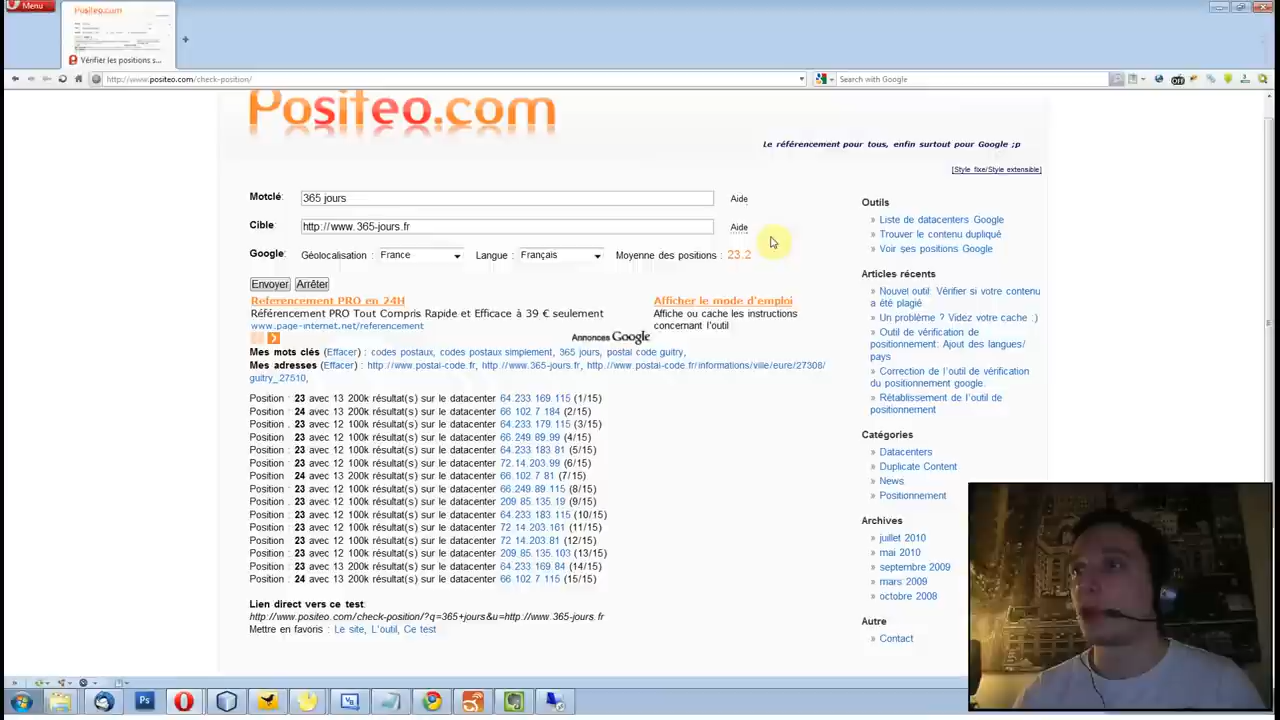 Menu
Positeo.com
Vérifier les positions s...
http://www.positeo.com/check-position/
Search with Google
Positeo.com
Le référencement pour tous, enfin surtout pour Google ;p
[Style fixe/Style extensible]
Motclé: 365 jours Aide
Cible: http://www.365-jours.fr Aide
Google: Géolocalisation : France Langue : Français Moyenne des positions : 23.2
Envoyer Arrêter
Referencement PRO en 24H
Référencement PRO Tout Compris Rapide et Efficace à 39 € seulement
www.page-internet.net/referencement
Afficher le mode d'emploi
Affiche ou cache les instructions
concernant l'outil
Annonces Google
Mes mots clés (Effacer) : codes postaux, codes postaux simplement, 365 jours, postal code guitry,
Mes adresses (Effacer) : http://www.postal-code.fr, http://www.365-jours.fr, http://www.postal-code.fr/informations/ville/eure/27308/
guitry_27510,
Position : 23 avec 13 200k résultat(s) sur le datacenter 64.233.169.115 (1/15)
Position : 24 avec 13 200k résultat(s) sur le datacenter 66.102.7.184 (2/15)
Position : 23 avec 12 100k résultat(s) sur le datacenter 64.233.179.115 (3/15)
Position : 23 avec 12 100k résultat(s) sur le datacenter 66.249.89.99 (4/15)
Position : 23 avec 12 100k résultat(s) sur le datacenter 64.233.183.81 (5/15)
Position : 23 avec 12 100k résultat(s) sur le datacenter 72.14.203.99 (6/15)
Position : 24 avec 13 200k résultat(s) sur le datacenter 66.102.7.81 (7/15)
Position : 23 avec 12 100k résultat(s) sur le datacenter 66.249.89.115 (8/15)
Position : 23 avec 12 100k résultat(s) sur le datacenter 209.85.135.19 (9/15)
Position : 23 avec 12 100k résultat(s) sur le datacenter 64.233.183.115 (10/15)
Position : 23 avec 12 100k résultat(s) sur le datacenter 72.14.203.161 (11/15)
Position : 23 avec 12 100k résultat(s) sur le datacenter 72.14.203.81 (12/15)
Position : 23 avec 12 100k résultat(s) sur le datacenter 209.85.135.103 (13/15)
Position : 23 avec 13 200k résultat(s) sur le datacenter 64.233.169.84 (14/15)
Position : 24 avec 13 200k résultat(s) sur le datacenter 66.102.7.115 (15/15)
Lien direct vers ce test:
http://www.positeo.com/check-position/?q=365+jours&u=http://www.365-jours.fr
Mettre en favoris : Le site, L'outil, Ce test
Outils
» Liste de datacenters Google
» Trouver le contenu dupliqué
» Voir ses positions Google
Articles récents
» Nouvel outil: Vérifier si votre contenu
a été plagié
» Un problème ? Videz votre cache :)
» Outil de vérification de
positionnement: Ajout des langues/
pays
» Correction de l'outil de vérification
du positionnement google.
» Rétablissement de l'outil de
positionnement
Catégories
» Datacenters
» Duplicate Content
» News
» Positionnement
Archives
» juillet 2010
» mai 2010
» septembre 2009
» mars 2009
» octobre 2008
Autre
» Contact
Ps